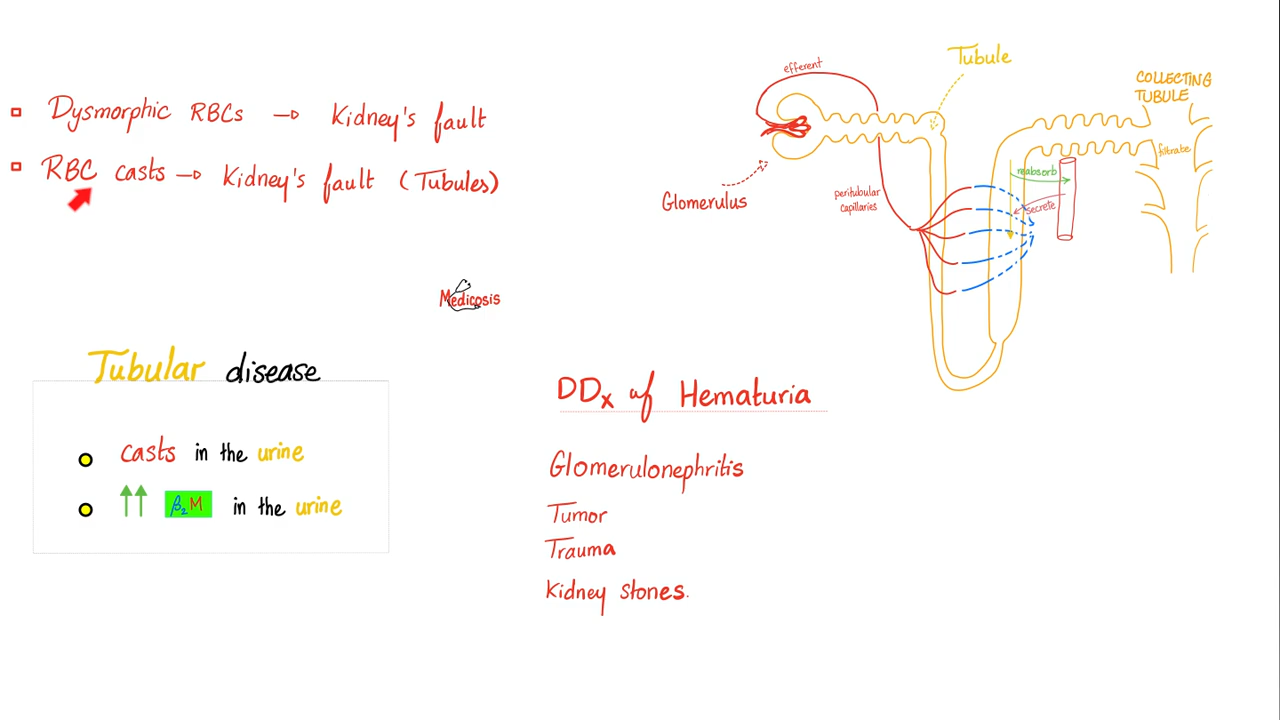 Dysmorphic RBCs → Kidney's fault
RBC casts → Kidney's fault (Tubules)
Medicosis
Tubular disease
casts in the urine
↑↑ β₂M in the urine
DDx of Hematuria
Glomerulonephritis
Tumor
Trauma
Kidney stones.
efferent
Tubule
Glomerulus
peritubular
capillaries
reabsorb
secrete
COLLECTING
TUBULE
filtrate